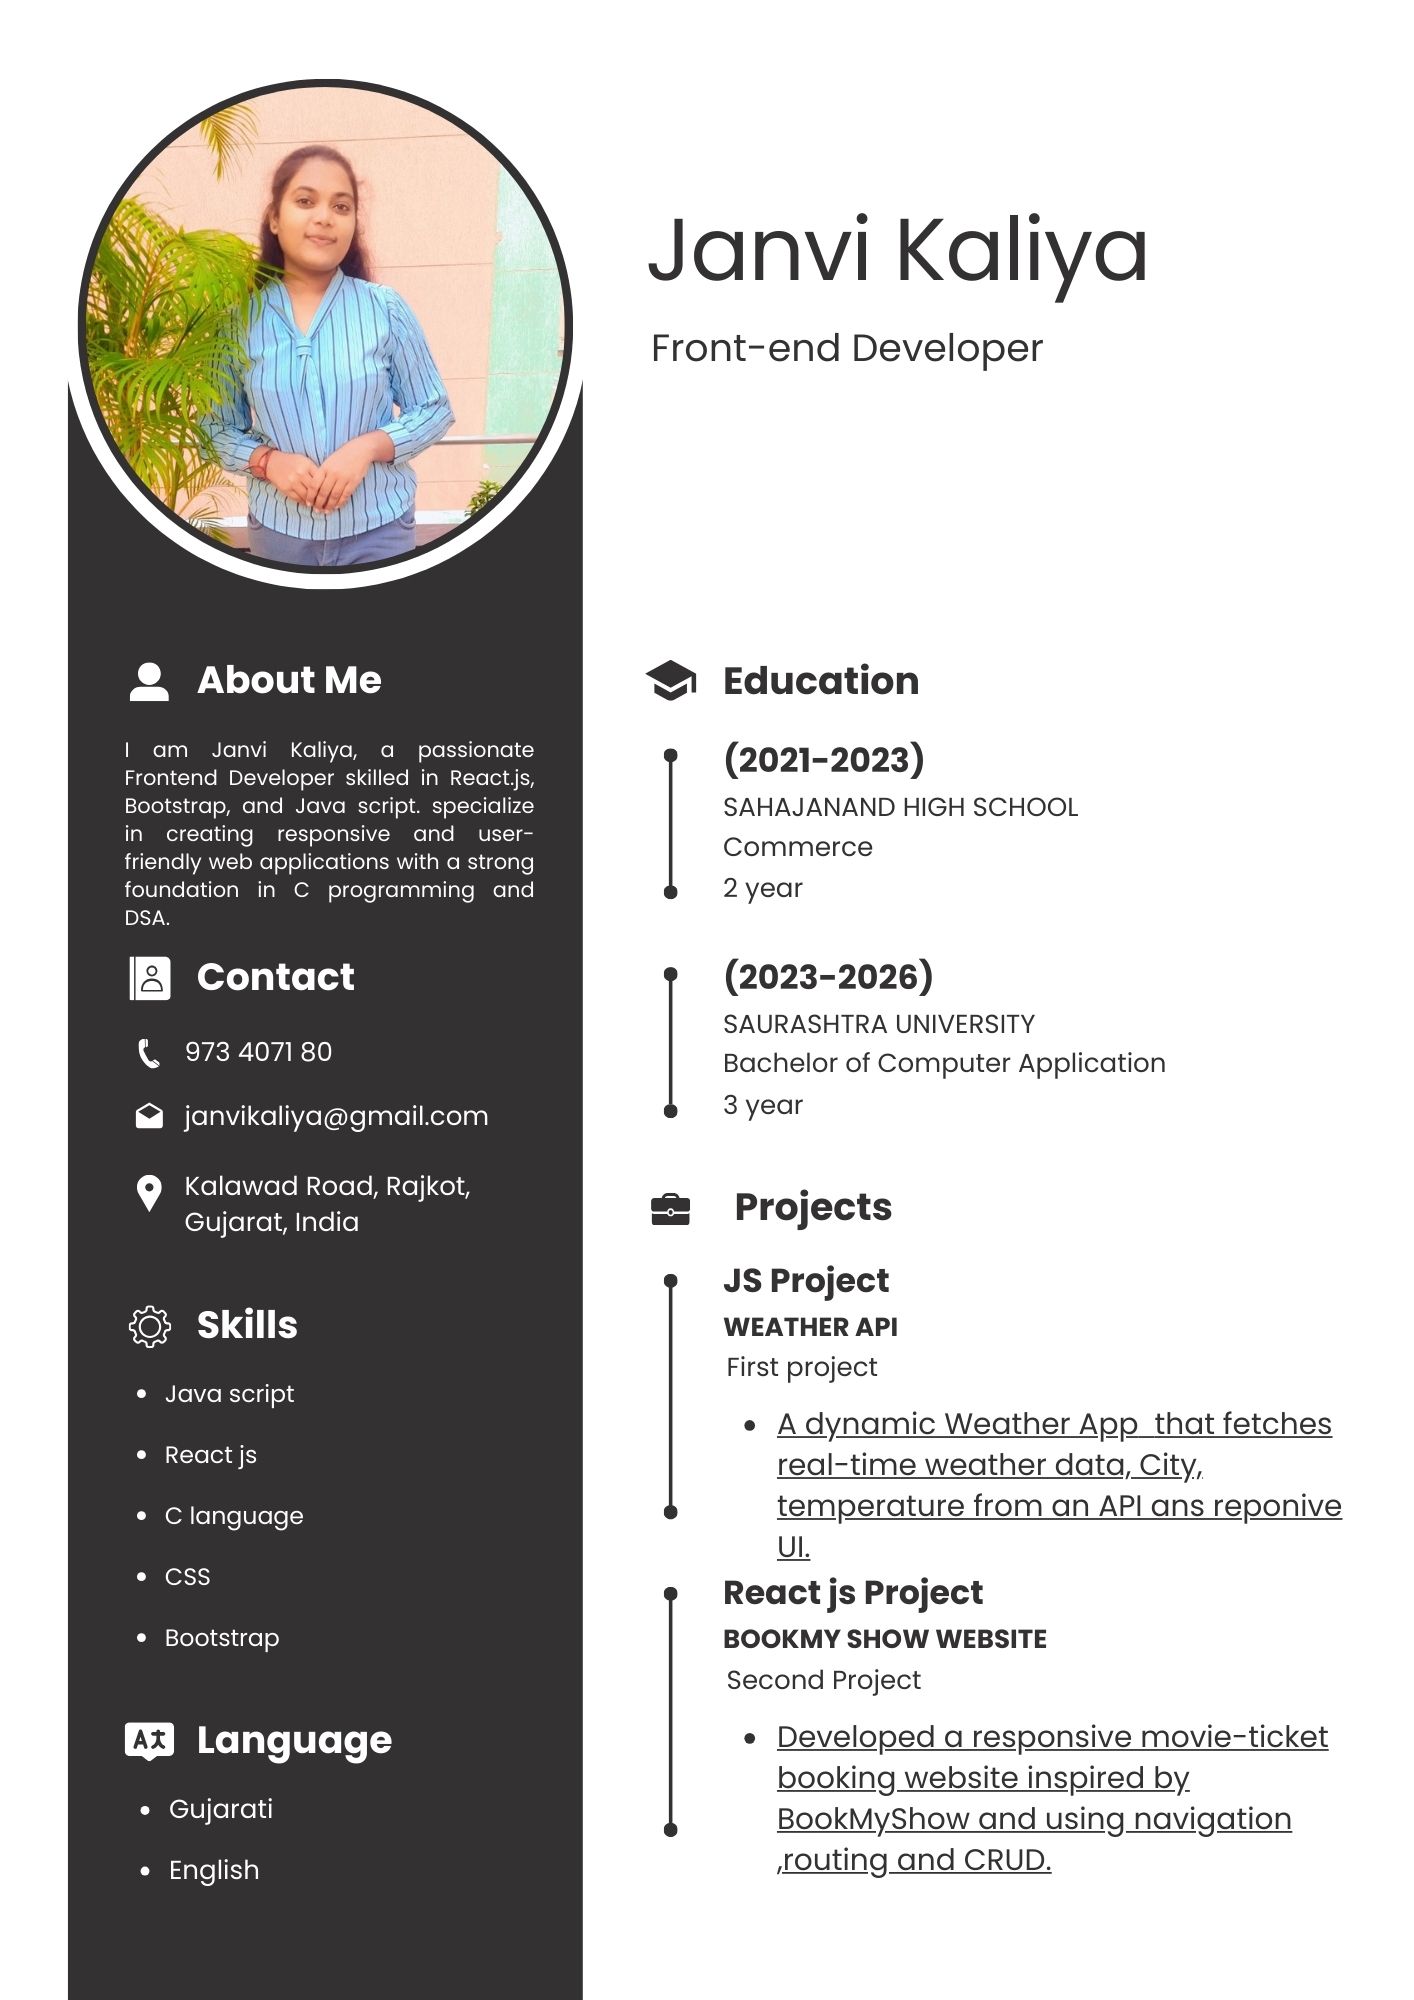 Janvi Kaliya
Front-end Developer
About Me
I am Janvi Kaliya, a passionate
Frontend Developer skilled in React.js,
Bootstrap, and Java script. specialize
in creating responsive and user-
friendly web applications with a strong
foundation in C programming and
DSA.
Contact
973 4071 80
janvikaliya@gmail.com
Kalawad Road, Rajkot,
Gujarat, India
Skills
• Java script
• React js
• C language
• CSS
• Bootstrap
Language
• Gujarati
• English
Education
(2021-2023)
SAHAJANAND HIGH SCHOOL
Commerce
2 year
(2023-2026)
SAURASHTRA UNIVERSITY
Bachelor of Computer Application
3 year
Projects
JS Project
WEATHER API
First project
• A dynamic Weather App  that fetches
real-time weather data, City,
temperature from an API ans reponive
UI.
React js Project
BOOKMY SHOW WEBSITE
Second Project
• Developed a responsive movie-ticket
booking website inspired by
BookMyShow and using navigation
,routing and CRUD.